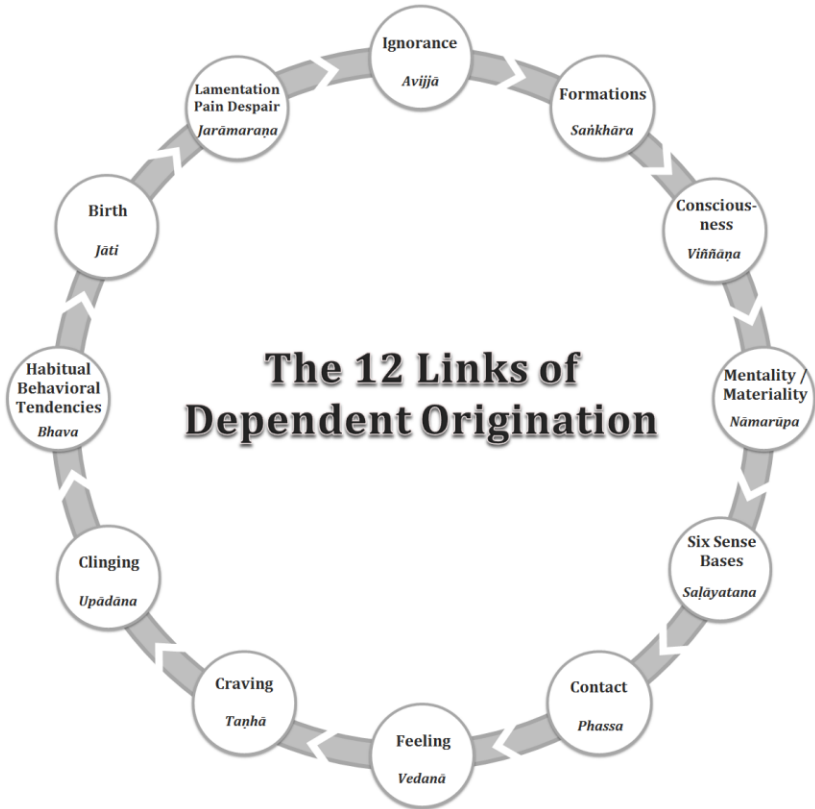 The 12 Links of
Dependent Origination
Ignorance
Avijjā
Formations
Saṅkhāra
Conscious-
ness
Viññāṇa
Mentality /
Materiality
Nāmarūpa
Six Sense
Bases
Saḷāyatana
Contact
Phassa
Feeling
Vedanā
Craving
Taṇhā
Clinging
Upādāna
Habitual
Behavioral
Tendencies
Bhava
Birth
Jāti
Lamentation
Pain Despair
Jarāmaraṇa